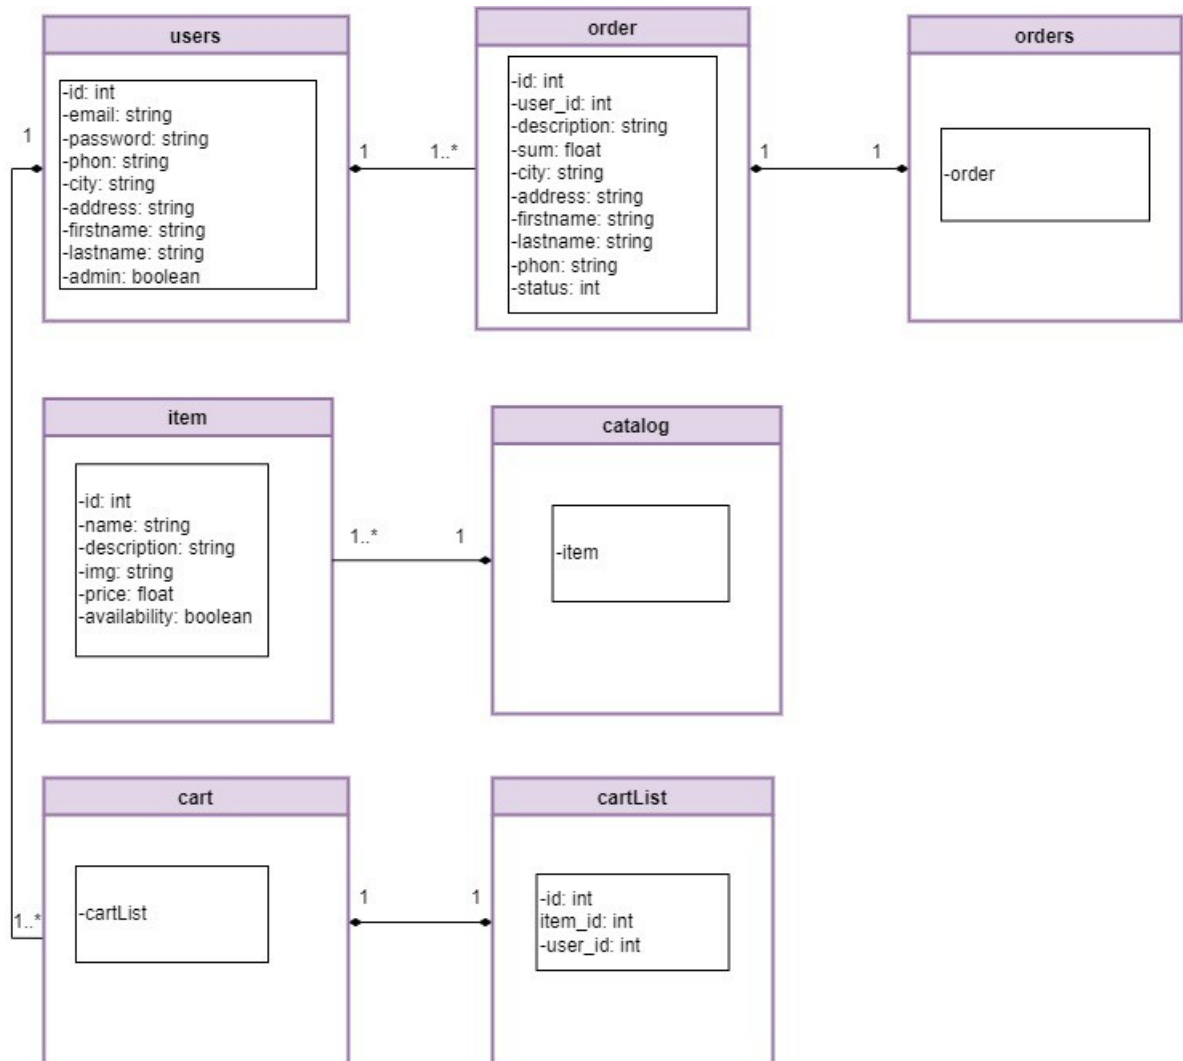 users
-id: int
-email: string
-password: string
-phon: string
-city: string
-address: string
-firstname: string
-lastname: string
-admin: boolean
1
1
1..*
order
-id: int
-user_id: int
-description: string
-sum: float
-city: string
-address: string
-firstname: string
-lastname: string
-phon: string
-status: int
1
1
orders
-order
item
-id: int
-name: string
-description: string
-img: string
-price: float
-availability: boolean
1..*
1
catalog
-item
cart
-cartList
1..*
1
1
cartList
-id: int
item_id: int
-user_id: int